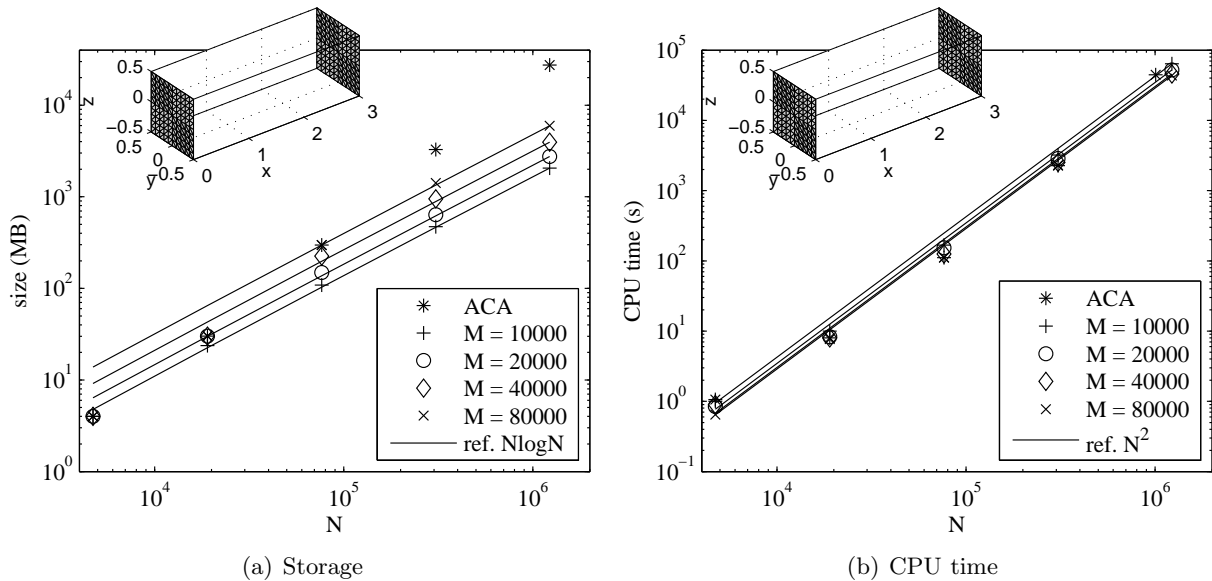 0.5
0
−0.5
z
0.5
0
−0.5
y
0
1
2
3
x
10^4
10^3
10^2
10^1
10^0
size (MB)
10^4
10^5
10^6
N
ACA
M = 10000
M = 20000
M = 40000
M = 80000
ref. NlogN
(a) Storage
0.5
0
−0.5
z
0.5
0
−0.5
y
0
1
2
3
x
10^5
10^4
10^3
10^2
10^1
10^0
10^−1
CPU time (s)
10^4
10^5
10^6
N
ACA
M = 10000
M = 20000
M = 40000
M = 80000
ref. N^2
(b) CPU time